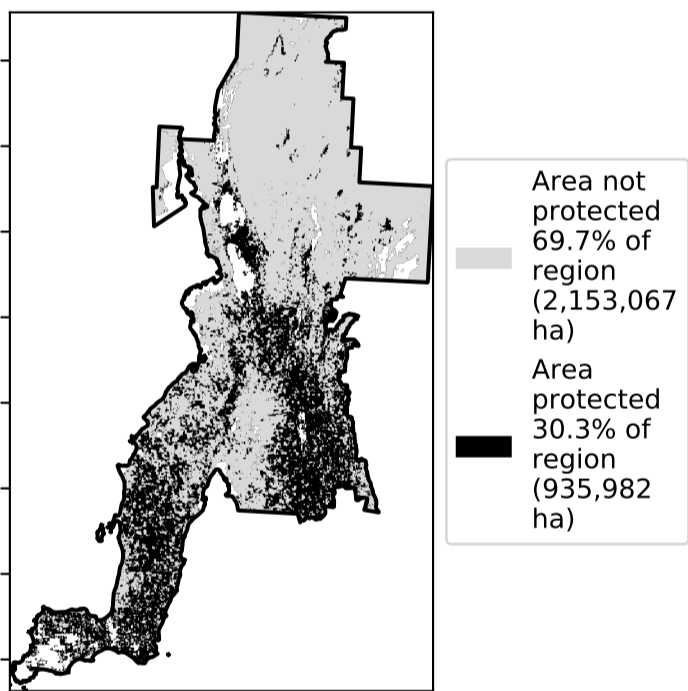 Area not
protected
69.7% of
region
(2,153,067
ha)
Area
protected
30.3% of
region
(935,982
ha)